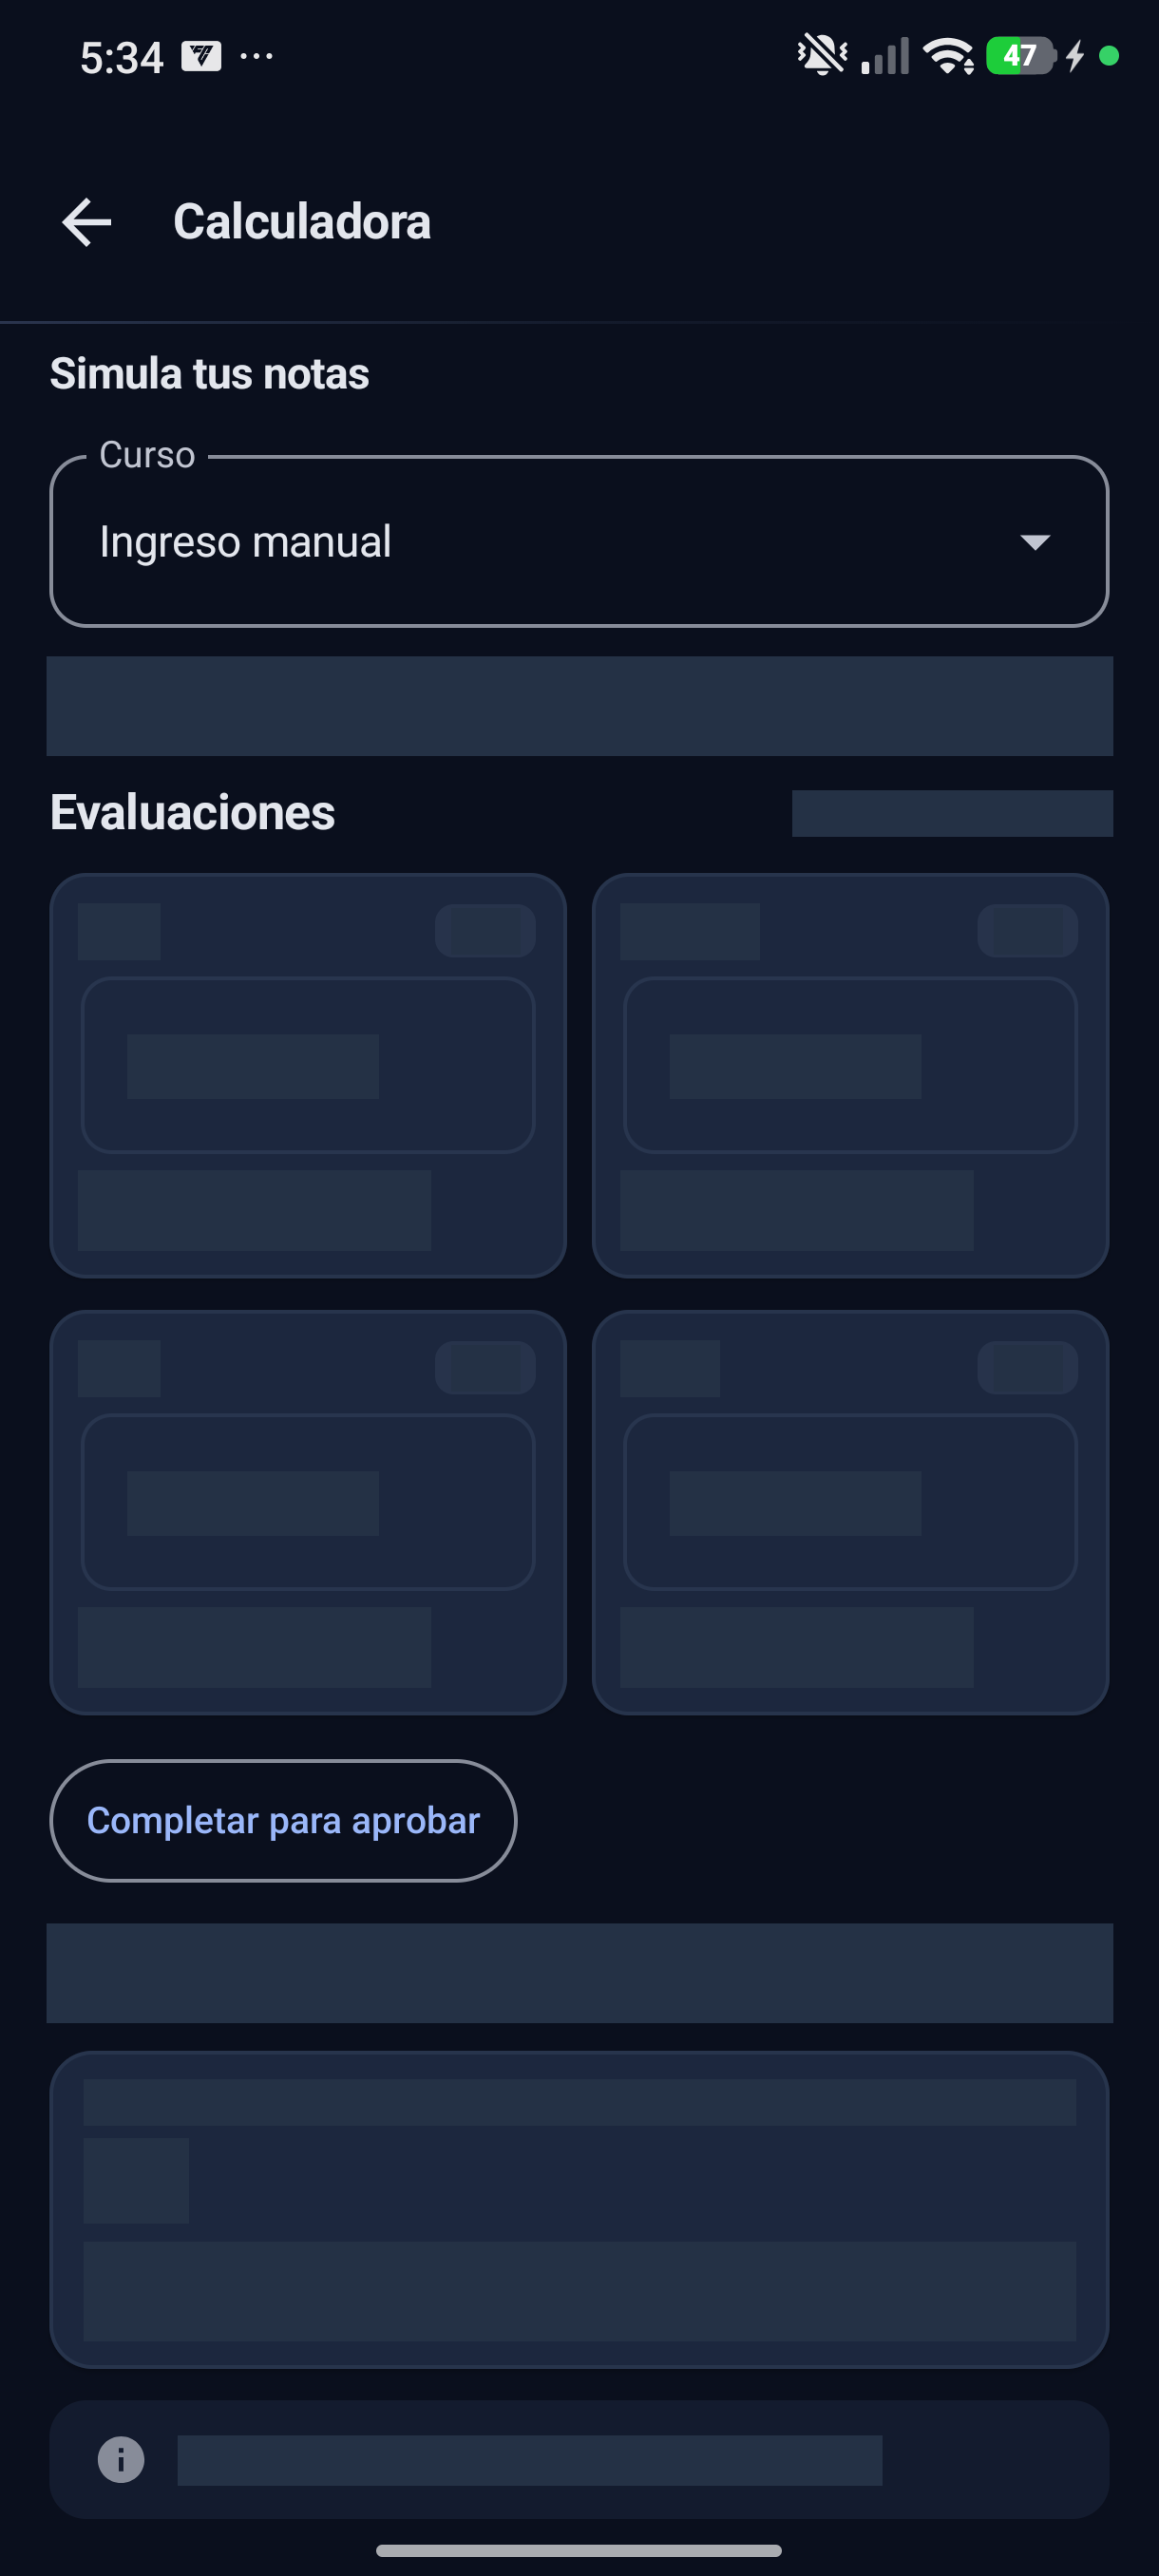 5:34
47
Calculadora
Simula tus notas
Curso
Ingreso manual
Evaluaciones
Completar para aprobar